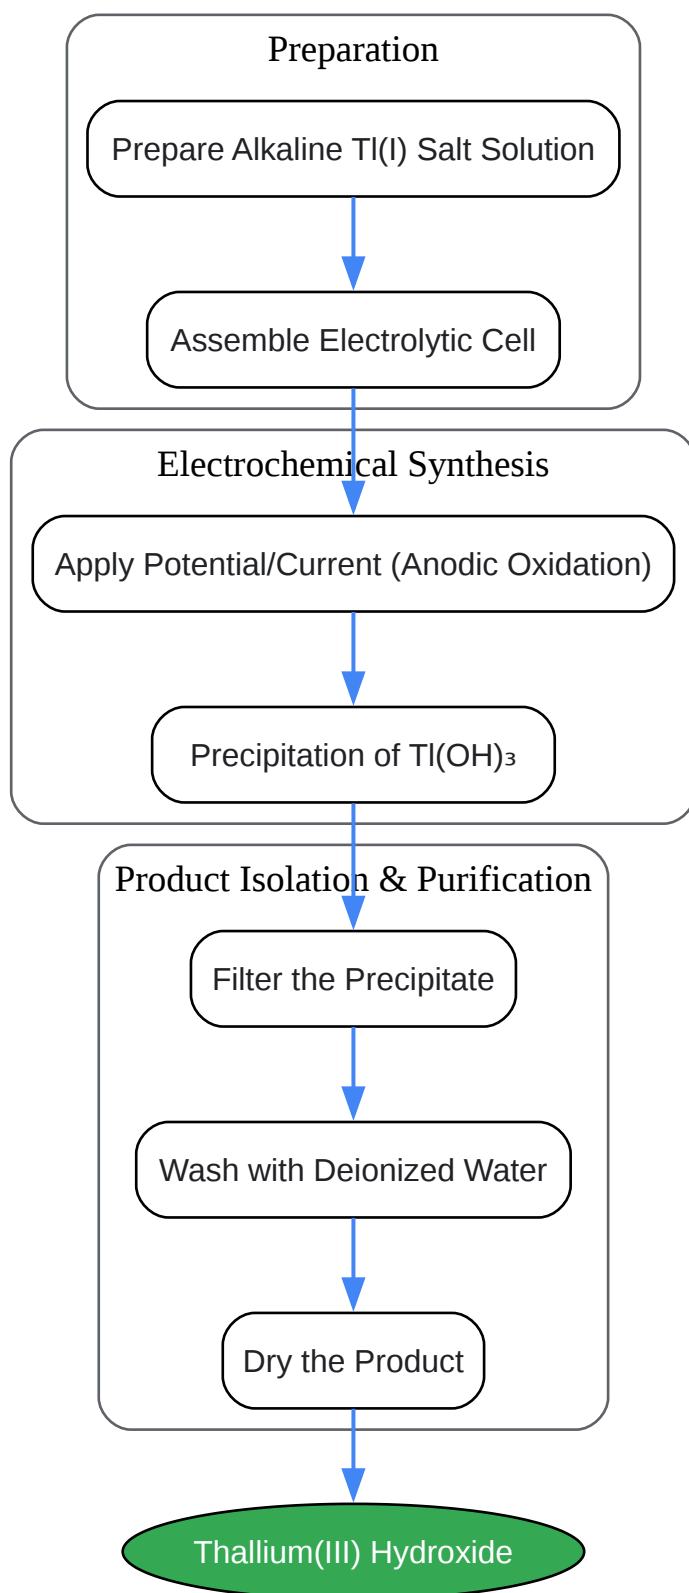 Preparation
Prepare Alkaline Tl(I) Salt Solution
Assemble Electrolytic Cell
Electrochemical Synthesis
Apply Potential/Current (Anodic Oxidation)
Precipitation of Tl(OH)₃
Product Isolation & Purification
Filter the Precipitate
Wash with Deionized Water
Dry the Product
Thallium(III) Hydroxide